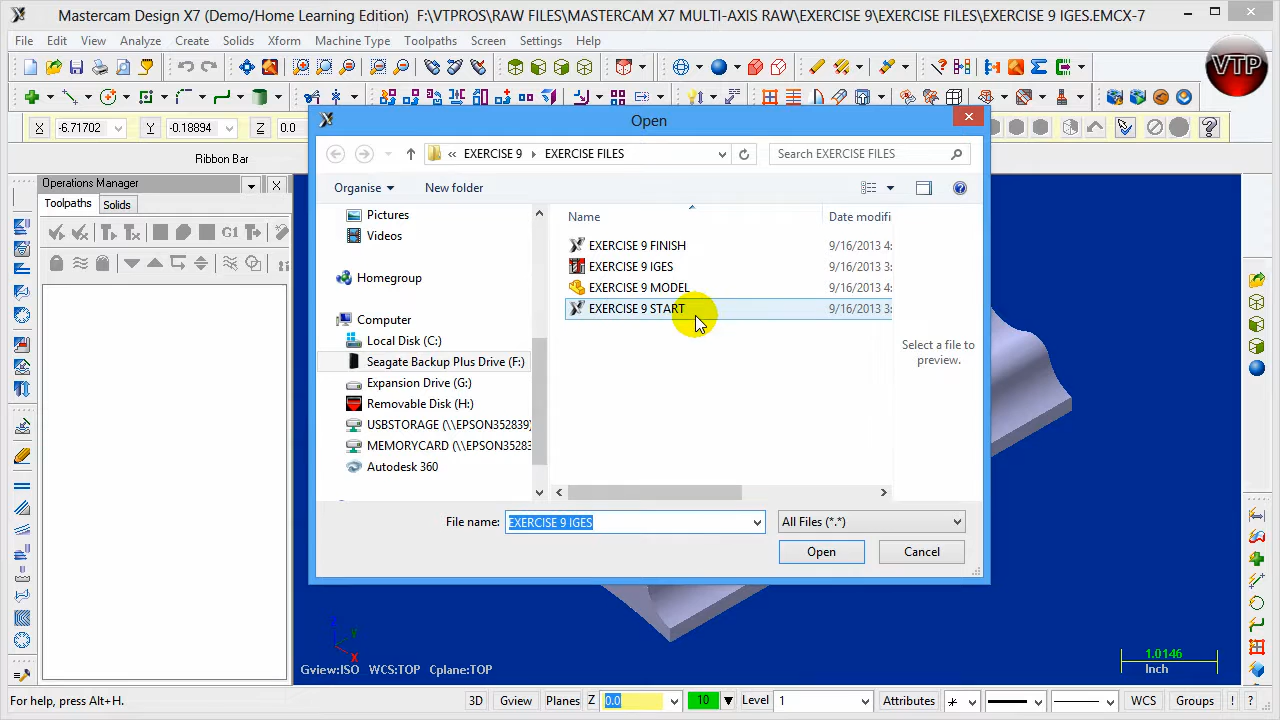 Mastercam Design X7 (Demo/Home Learning Edition) F:\VTPROS\RAW FILES\MASTERCAM X7 MULTI-AXIS RAW\EXERCISE 9\EXERCISE FILES\EXERCISE 9 IGES.EMCX-7
File Edit View Analyze Create Solids Xform Machine Type Toolpaths Screen Settings Help
VTP
X -6.71702 Y -0.18894 Z 0.0
Ribbon Bar
Operations Manager
Toolpaths Solids
G1
Open
« EXERCISE 9 EXERCISE FILES
Search EXERCISE FILES
Organise New folder
Pictures
Videos
Homegroup
Computer
Local Disk (C:)
Seagate Backup Plus Drive (F:)
Expansion Drive (G:)
Removable Disk (H:)
USBSTORAGE (\\EPSON352839)
MEMORYCARD (\\EPSON35283
Autodesk 360
Name Date modifi
EXERCISE 9 FINISH 9/16/2013 4:
EXERCISE 9 IGES 9/16/2013 3:
EXERCISE 9 MODEL 9/16/2013 4:
EXERCISE 9 START 9/16/2013 3:
Select a file to
preview.
File name: EXERCISE 9 IGES All Files (*.*)
Open Cancel
Z Y X
Gview:ISO WCS:TOP Cplane:TOP
1.0146
Inch
For help, press Alt+H.
3D Gview Planes Z 0.0 10 Level 1 Attributes WCS Groups ! ?